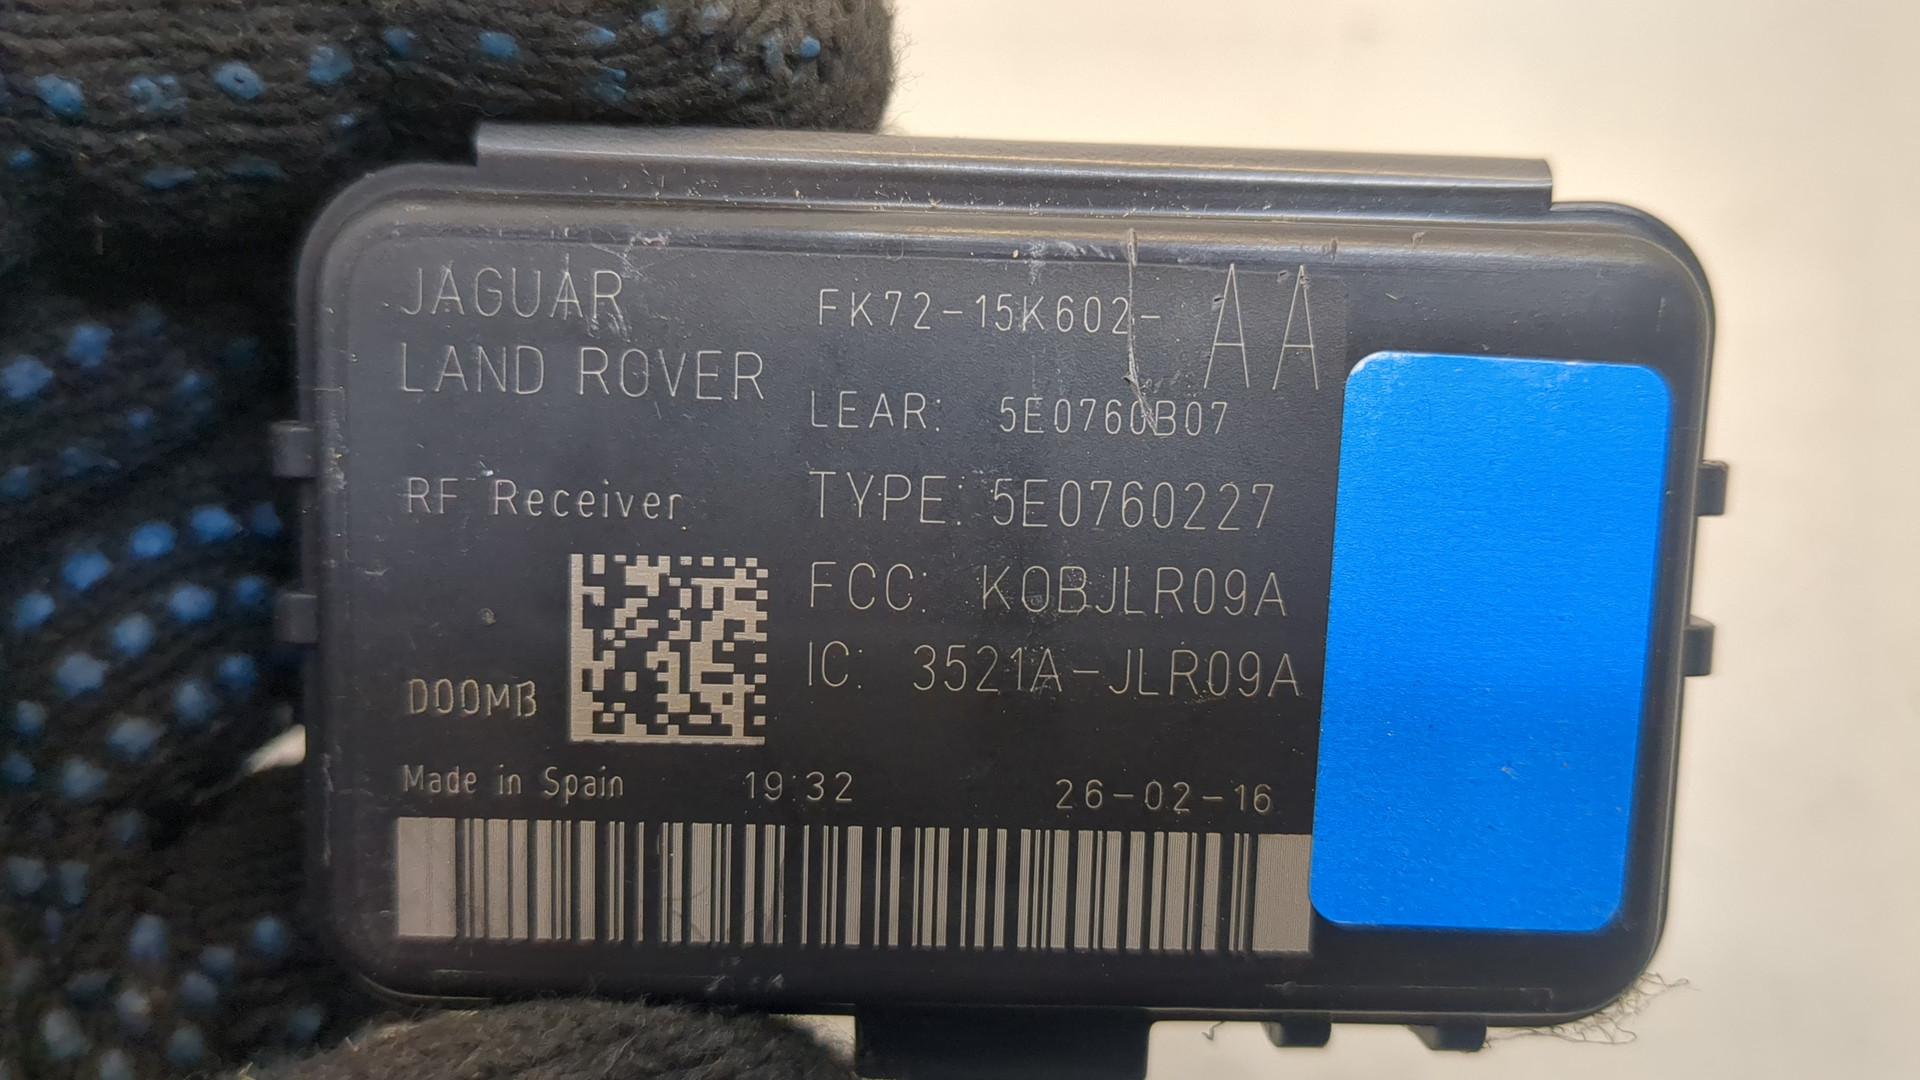 JAGUAR
LAND ROVER
FK72-15K602- AA
LEAR: 5E0760B07
RF Receiver
TYPE: 5E0760227
FCC: KOBJLR09A
IC: 3521A-JLR09A
D00MB
Made in Spain 19:32 26-02-16